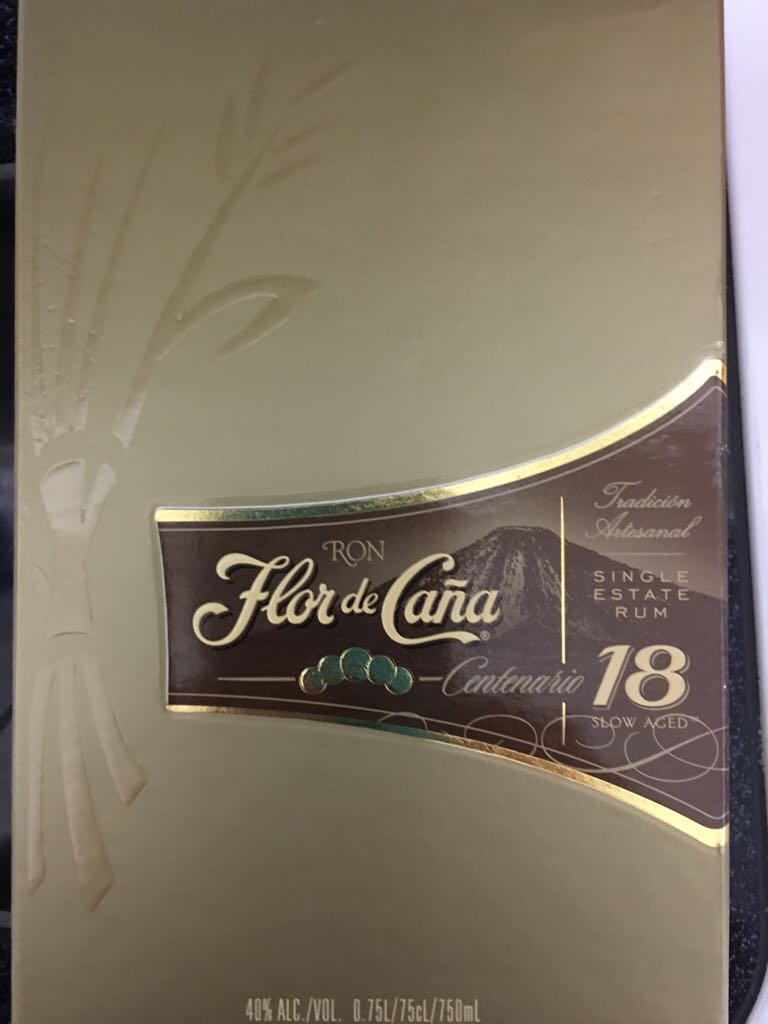 RON
Flor de Caña®
Centenario
Tradición
Artesanal
SINGLE
ESTATE
RUM
18
SLOW AGED™
40% ALC./VOL. 0.75L/75cL/750mL